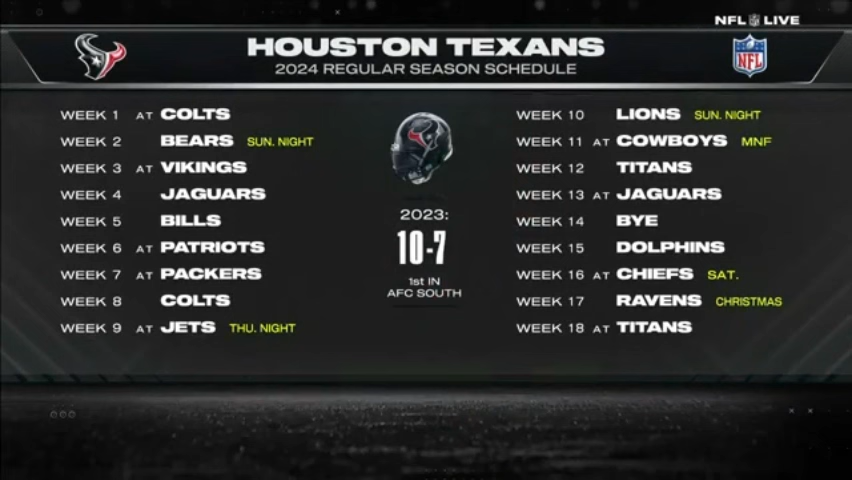 NFL LIVE
HOUSTON TEXANS
2024 REGULAR SEASON SCHEDULE
NFL
WEEK 1 AT COLTS
WEEK 2 BEARS SUN. NIGHT
WEEK 3 AT VIKINGS
WEEK 4 JAGUARS
WEEK 5 BILLS
WEEK 6 AT PATRIOTS
WEEK 7 AT PACKERS
WEEK 8 COLTS
WEEK 9 AT JETS THU. NIGHT
2023:
10-7
1st IN
AFC SOUTH
WEEK 10 LIONS SUN. NIGHT
WEEK 11 AT COWBOYS MNF
WEEK 12 TITANS
WEEK 13 AT JAGUARS
WEEK 14 BYE
WEEK 15 DOLPHINS
WEEK 16 AT CHIEFS SAT.
WEEK 17 RAVENS CHRISTMAS
WEEK 18 AT TITANS